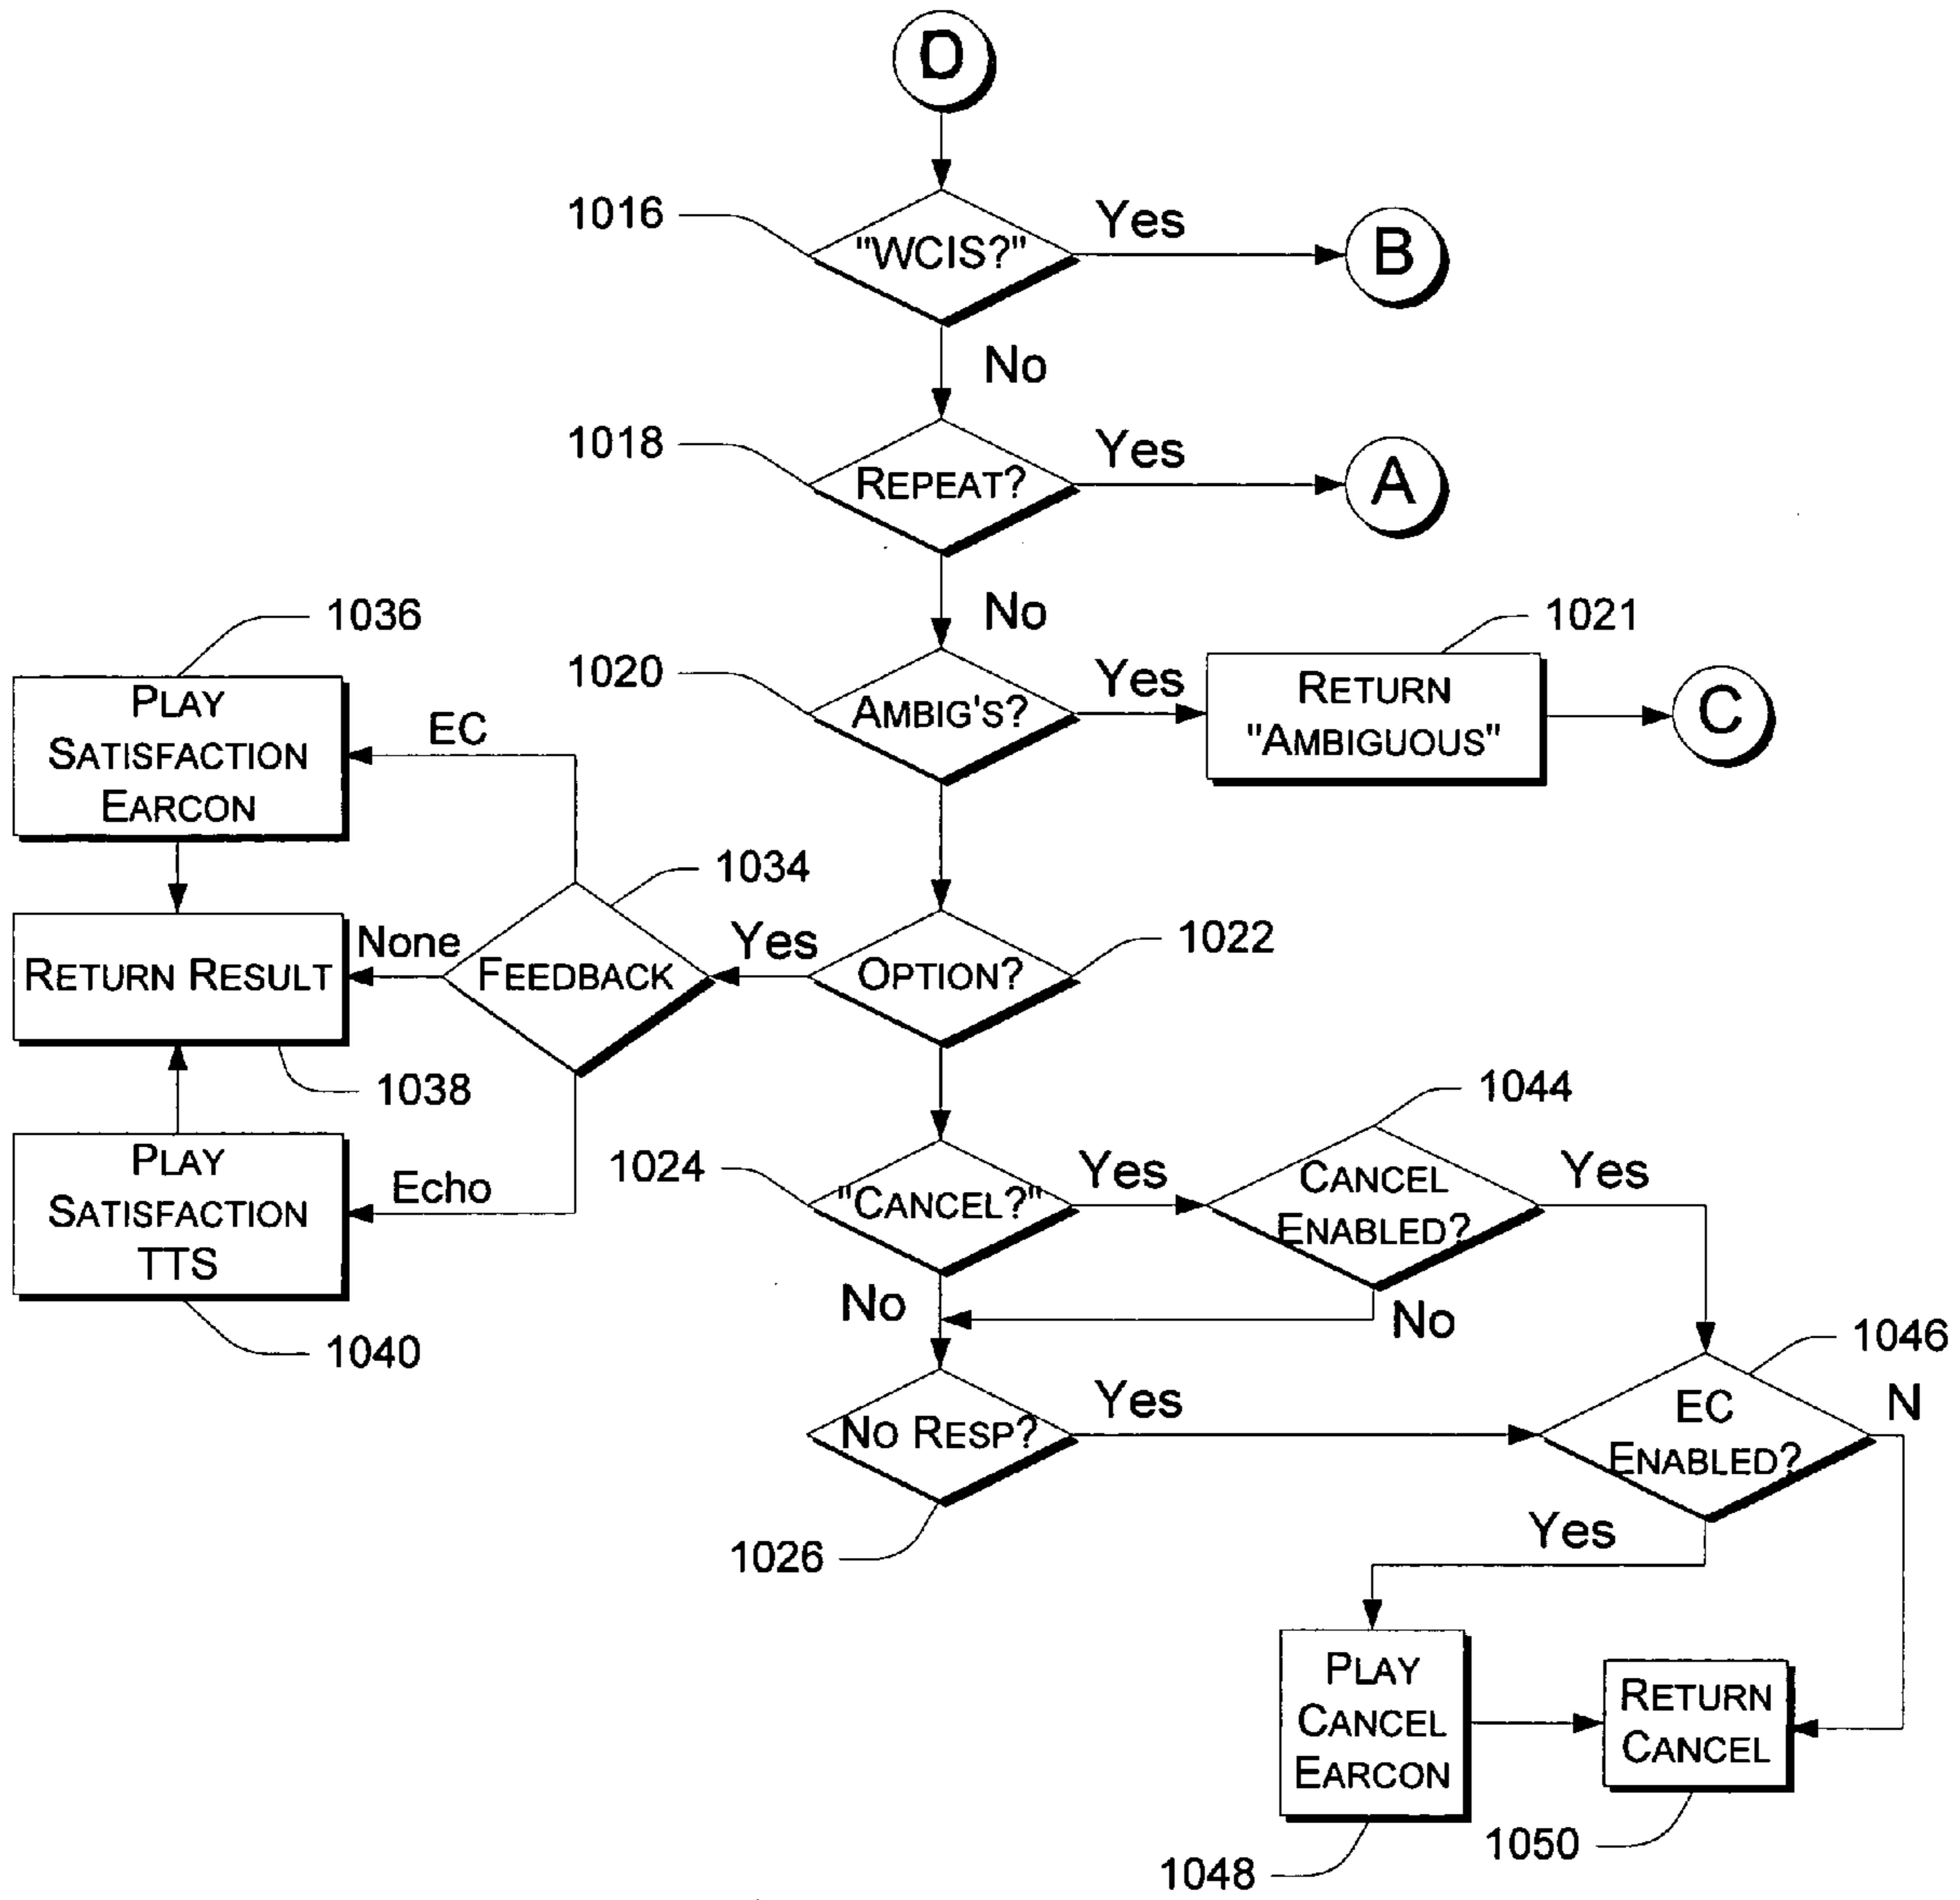 D
1016
"WCIS?"
Yes
B
No
1018
REPEAT?
Yes
A
No
1036
1021
1020
AMBIG'S?
Yes
RETURN
"AMBIGUOUS"
C
PLAY
SATISFACTION
EARCON
EC
1034
1022
RETURN RESULT
None
FEEDBACK
Yes
OPTION?
1038
1044
PLAY
SATISFACTION
TTS
Echo
1040
1024
"CANCEL?"
Yes
CANCEL
ENABLED?
Yes
No
No
1046
NO RESP?
Yes
EC
ENABLED?
N
1026
Yes
PLAY
CANCEL
EARCON
RETURN
CANCEL
1050
1048